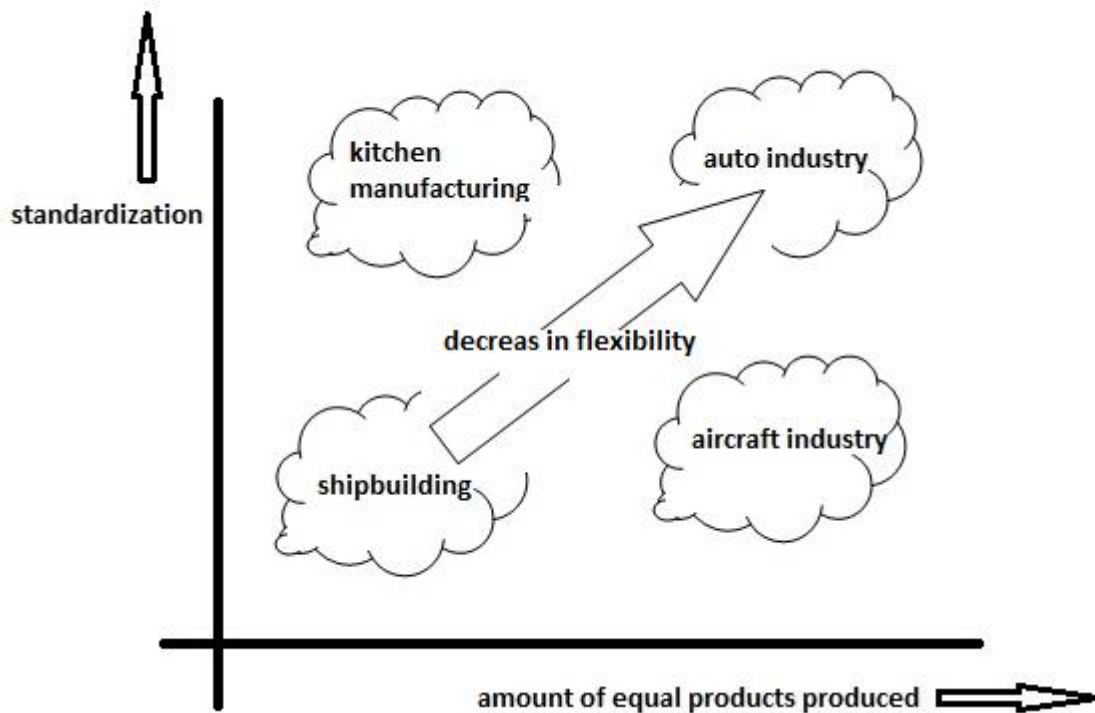 kitchen
manufacturing
auto industry
standardization
decreas in flexibility
aircraft industry
shipbuilding
amount of equal products produced